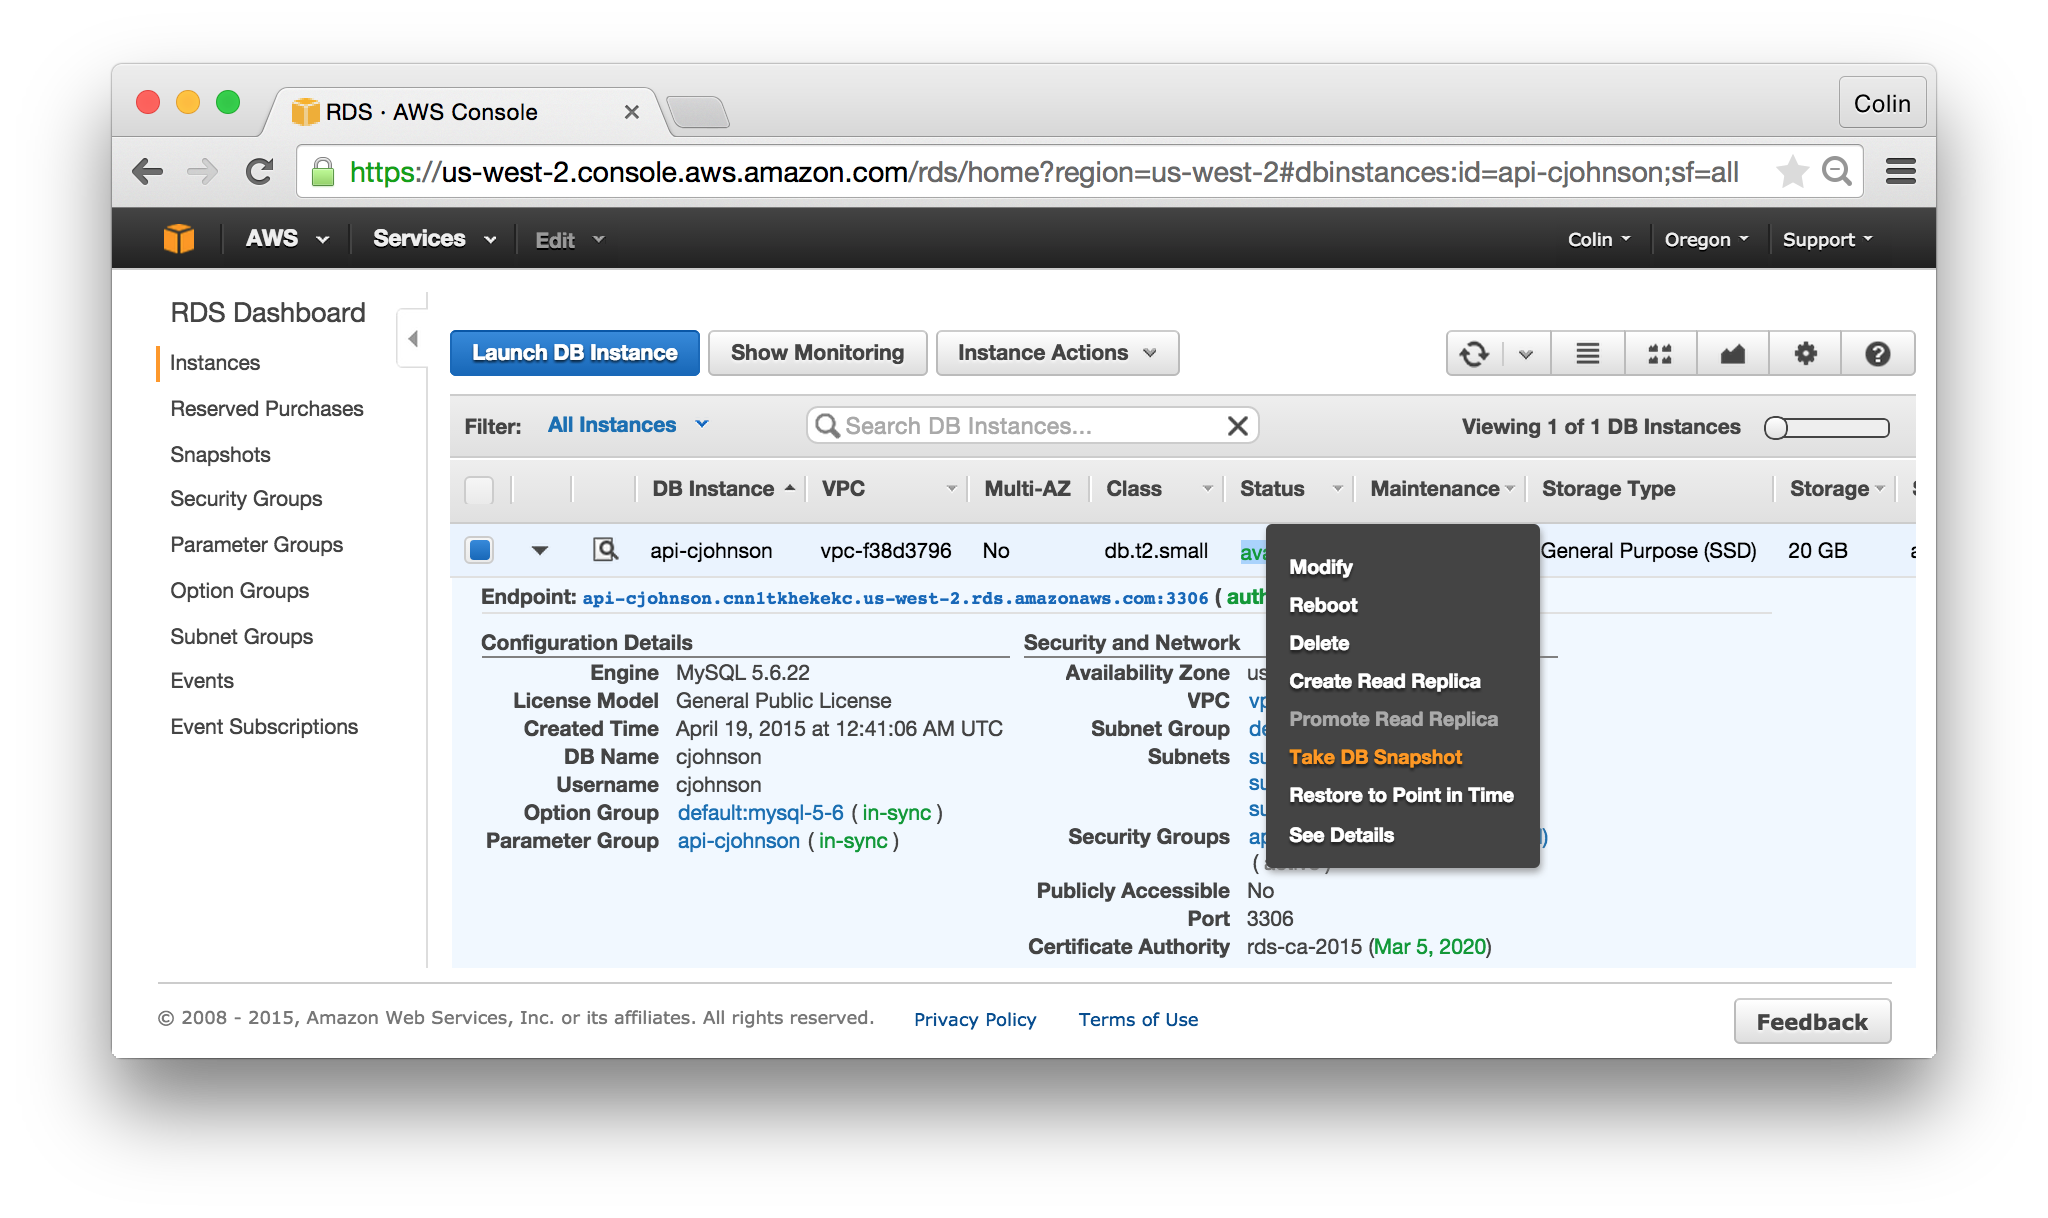 RDS · AWS Console
Colin
https://us-west-2.console.aws.amazon.com/rds/home?region=us-west-2#dbinstances:id=api-cjohnson;sf=all
AWS Services Edit Colin Oregon Support
RDS Dashboard
Instances
Reserved Purchases
Snapshots
Security Groups
Parameter Groups
Option Groups
Subnet Groups
Events
Event Subscriptions
Launch DB Instance Show Monitoring Instance Actions
Filter: All Instances Search DB Instances... Viewing 1 of 1 DB Instances
DB Instance VPC Multi-AZ Class Status Maintenance Storage Type Storage
api-cjohnson vpc-f38d3796 No db.t2.small General Purpose (SSD) 20 GB
Endpoint: api-cjohnson.cnn1tkhekekc.us-west-2.rds.amazonaws.com:3306 (
Configuration Details
Engine MySQL 5.6.22
License Model General Public License
Created Time April 19, 2015 at 12:41:06 AM UTC
DB Name cjohnson
Username cjohnson
Option Group default:mysql-5-6 ( in-sync )
Parameter Group api-cjohnson ( in-sync )
Security and Network
Availability Zone
VPC
Subnet Group
Subnets
Security Groups
Publicly Accessible No
Port 3306
Certificate Authority rds-ca-2015 (Mar 5, 2020)
Modify
Reboot
Delete
Create Read Replica
Promote Read Replica
Take DB Snapshot
Restore to Point in Time
See Details
© 2008 - 2015, Amazon Web Services, Inc. or its affiliates. All rights reserved. Privacy Policy Terms of Use
Feedback